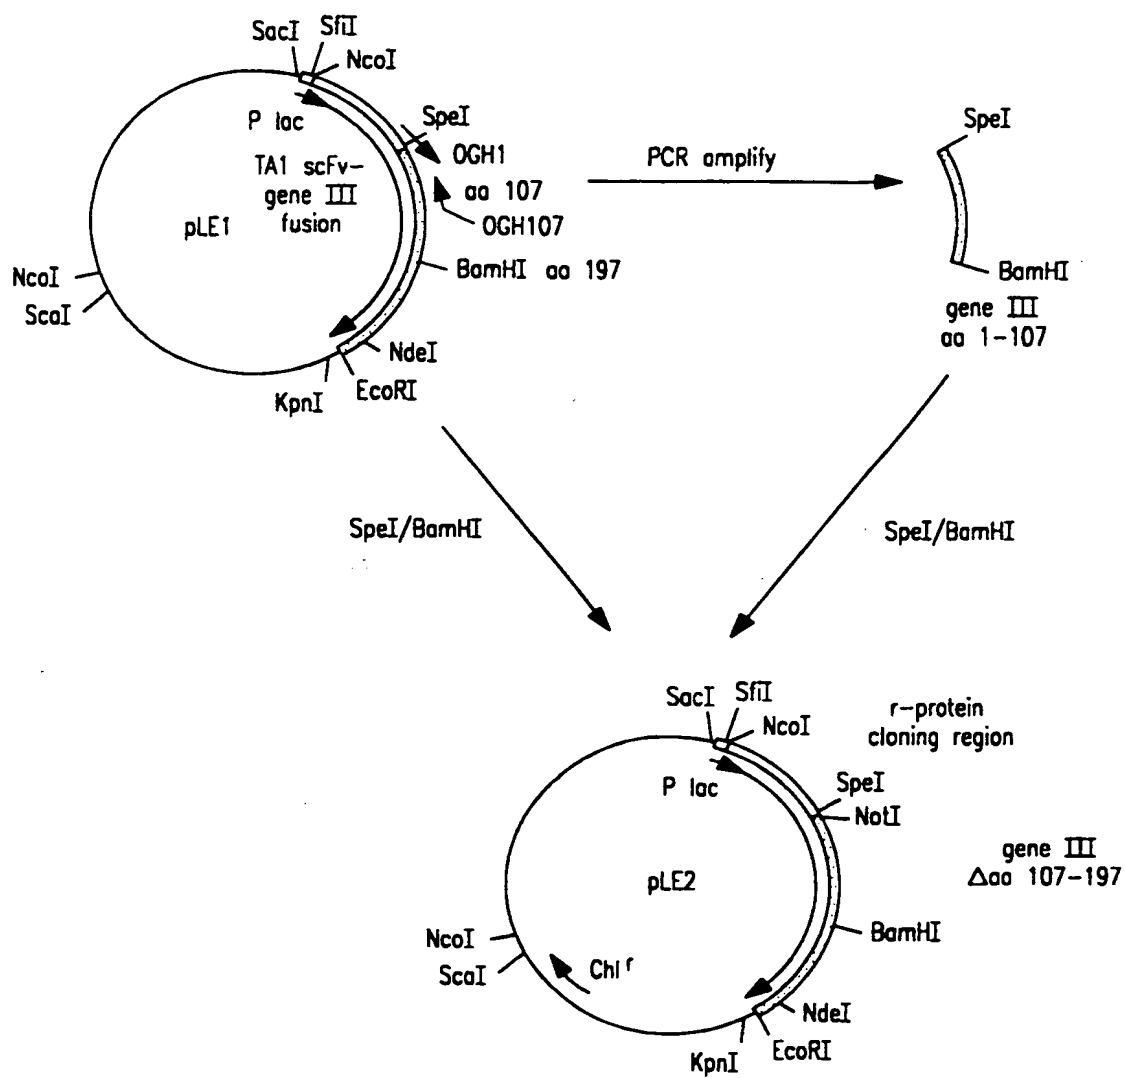 SacI
SfiI
NcoI
P lac
SpeI
OGH1
aa 107
OGH107
TA1 scFv-
gene III
fusion
pLE1
BamHI aa 197
NcoI
ScaI
NdeI
EcoRI
KpnI
PCR amplify
SpeI
BamHI
gene III
aa 1-107
SpeI/BamHI
SpeI/BamHI
SacI
SfiI
NcoI
r-protein
cloning region
P lac
SpeI
NotI
gene III
Δaa 107-197
pLE2
BamHI
NcoI
ScaI
Chl r
NdeI
EcoRI
KpnI